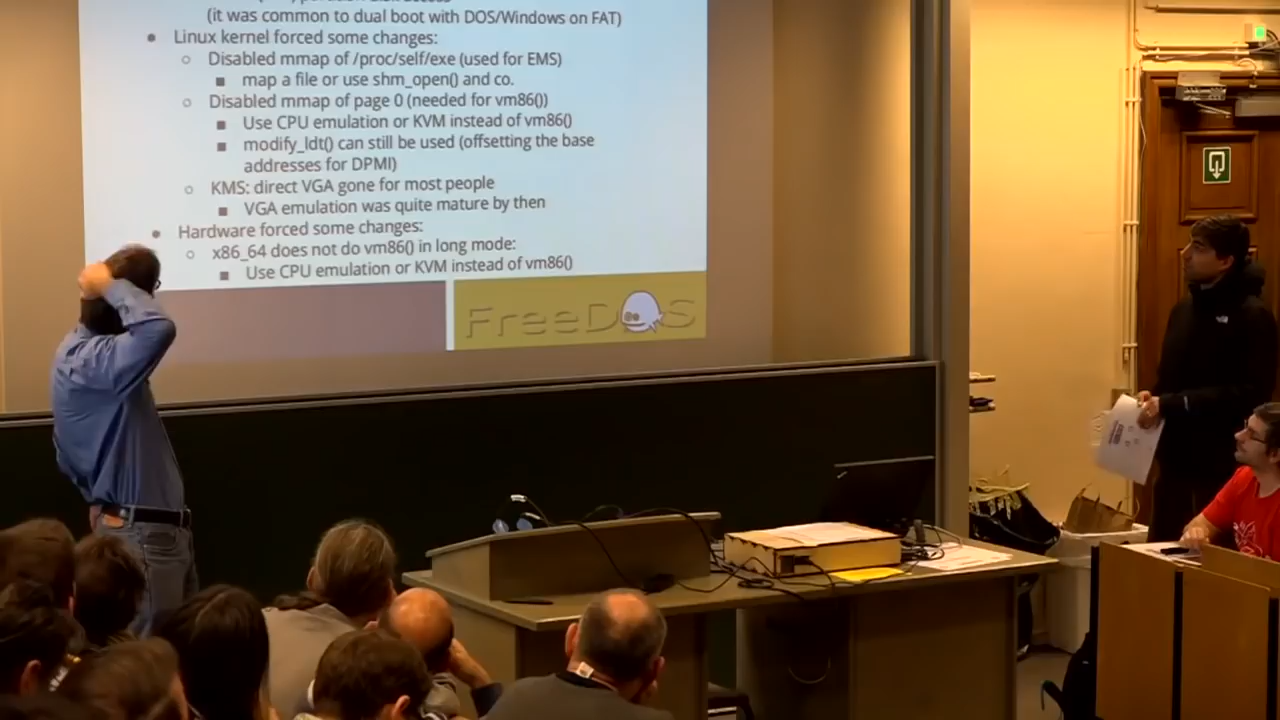 (it was common to dual boot with DOS/Windows on FAT)
Linux kernel forced some changes:
Disabled mmap of /proc/self/exe (used for EMS)
map a file or use shm_open() and co.
Disabled mmap of page 0 (needed for vm86())
Use CPU emulation or KVM instead of vm86()
modify_ldt() can still be used (offsetting the base
addresses for DPMI)
KMS: direct VGA gone for most people
VGA emulation was quite mature by then
Hardware forced some changes:
x86_64 does not do vm86() in long mode:
Use CPU emulation or KVM instead of vm86()
FreeDOS